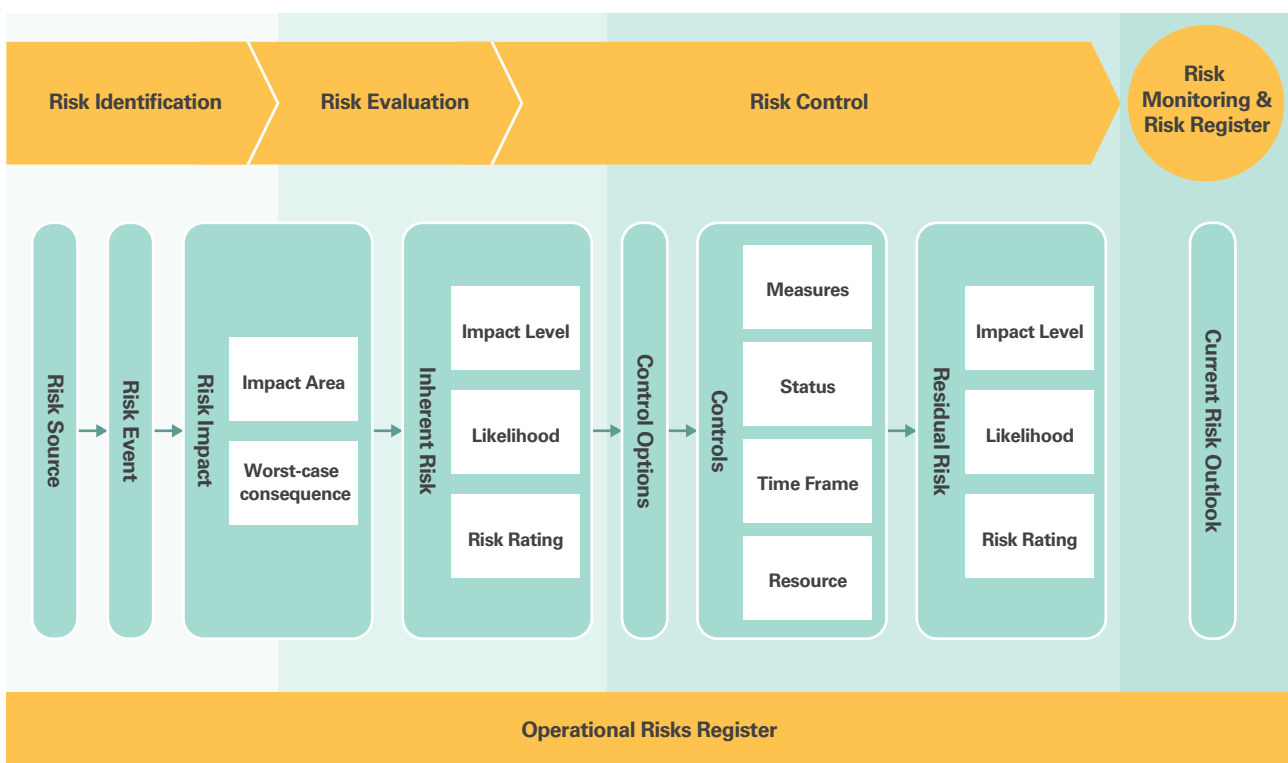 Risk Identification
Risk Evaluation
Risk Control
Risk
Monitoring &
Risk Register
Risk Source
Risk Event
Risk Impact
Impact Area
Worst-case
consequence
Inherent Risk
Impact Level
Likelihood
Risk Rating
Control Options
Controls
Measures
Status
Time Frame
Resource
Residual Risk
Impact Level
Likelihood
Risk Rating
Current Risk Outlook
Operational Risks Register